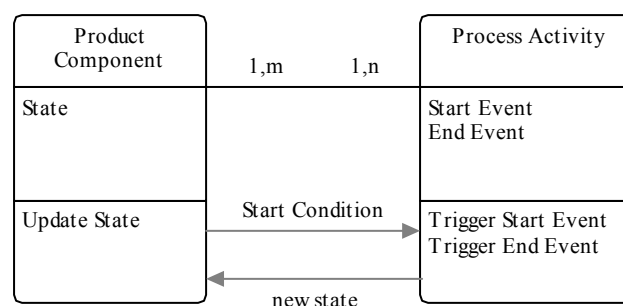 Product
Component
Process Activity
1,m
1,n
State
Start Event
End Event
Update State
Start Condition
Trigger Start Event
Trigger End Event
new state